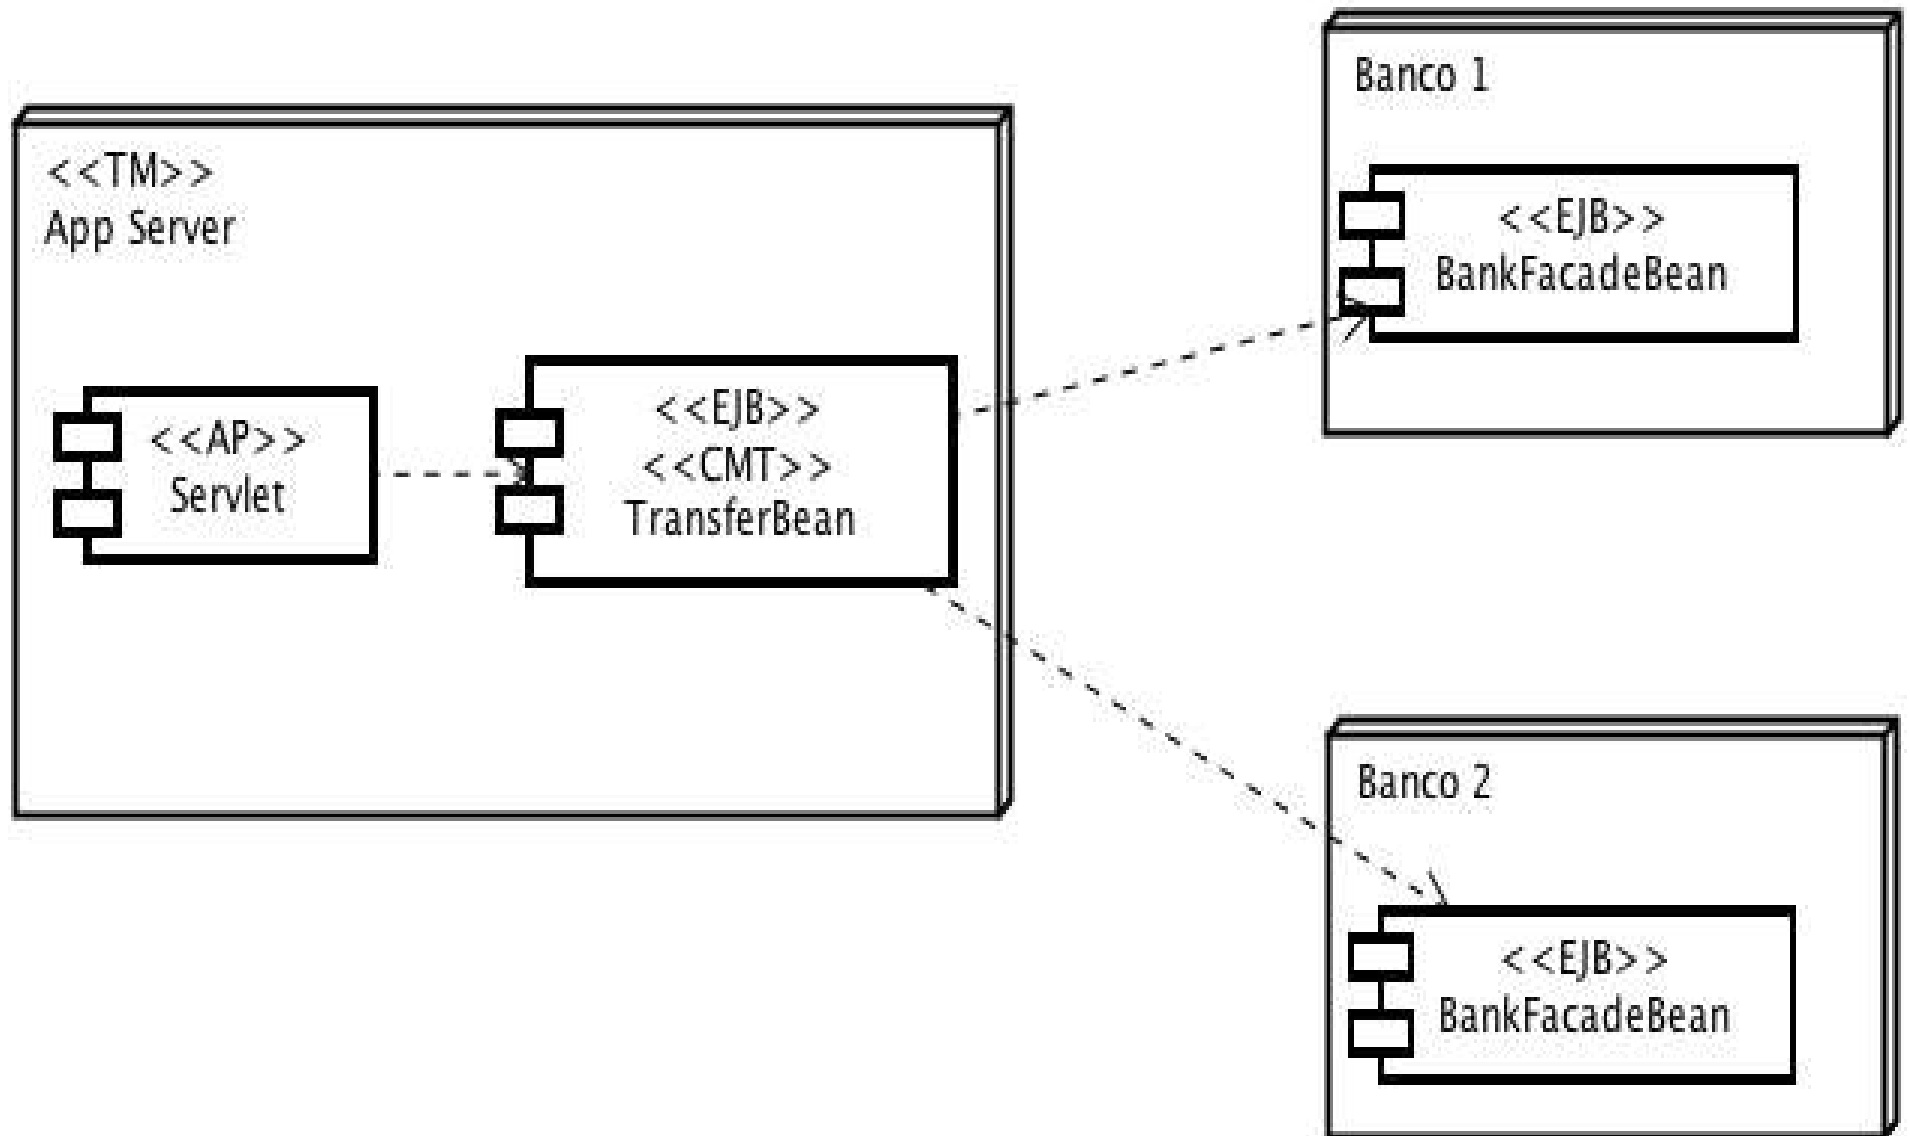 <<TM>>
App Server
<<AP>>
Servlet
<<EJB>>
<<CMT>>
TransferBean
Banco 1
<<EJB>>
BankFacadeBean
Banco 2
<<EJB>>
BankFacadeBean